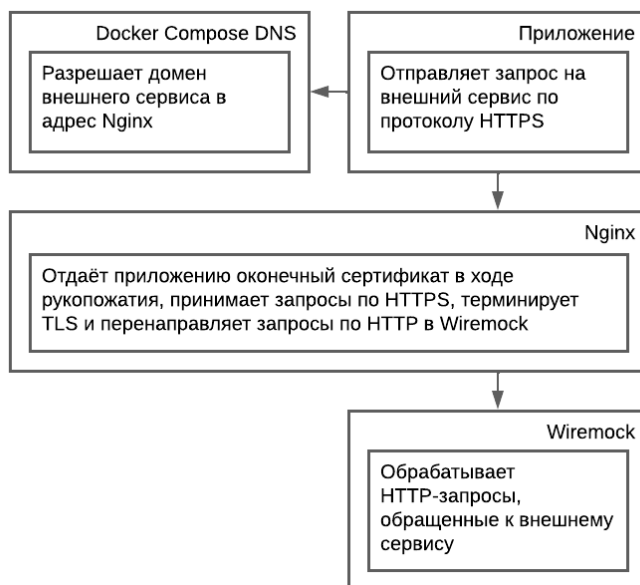 Docker Compose DNS
Разрешает домен
внешнего сервиса в
адрес Nginx
Приложение
Отправляет запрос на
внешний сервис по
протоколу HTTPS
Nginx
Отдаёт приложению оконечный сертификат в ходе
рукопожатия, принимает запросы по HTTPS, терминирует
TLS и перенаправляет запросы по HTTP в Wiremock
Wiremock
Обрабатывает
HTTP-запросы,
обращенные к внешнему
сервису